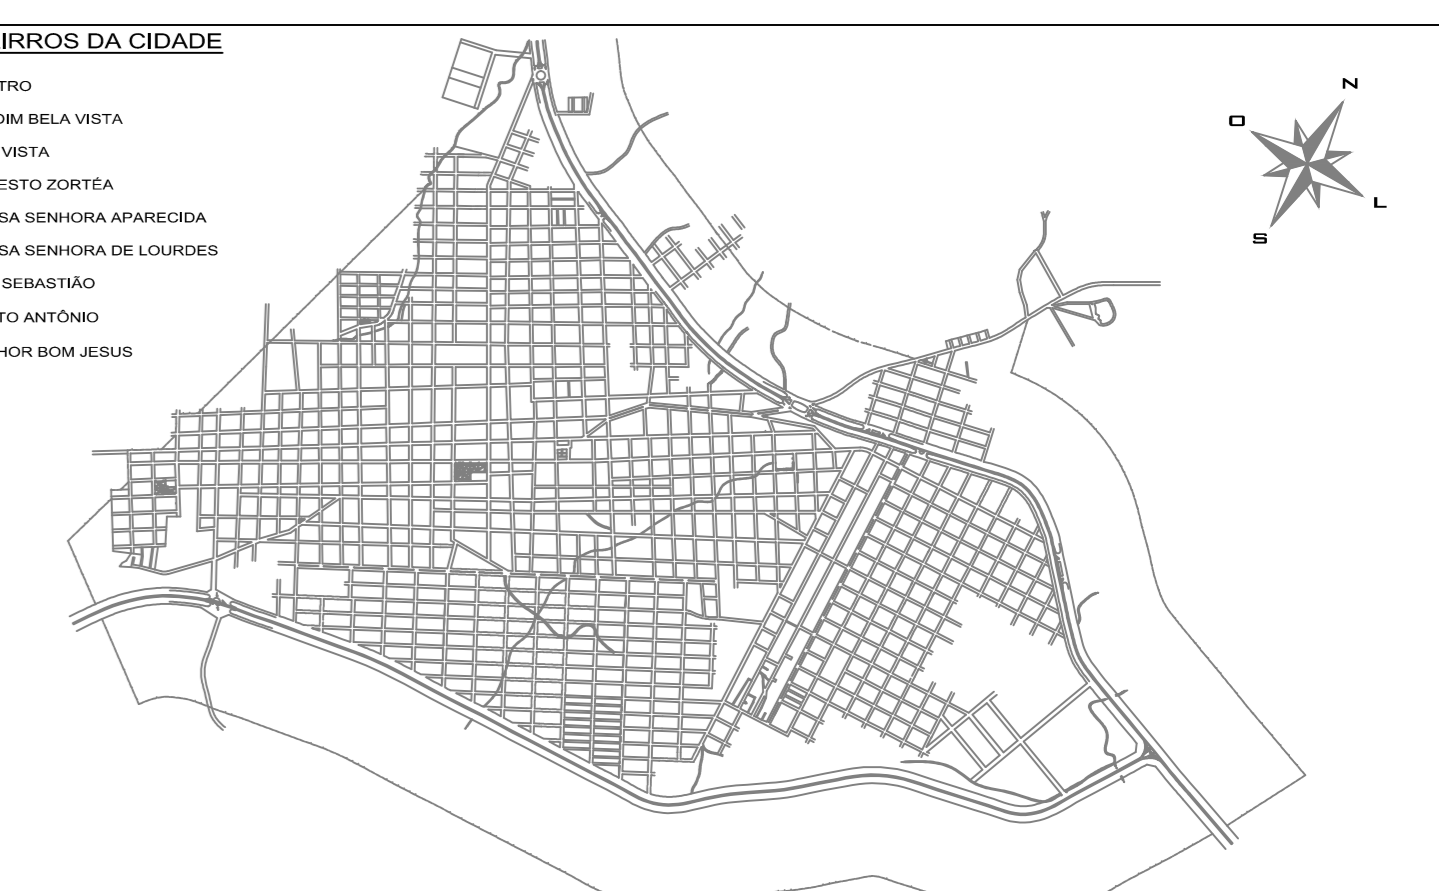 IRROS DA CIDADE
TRO
DIM BELA VISTA
VISTA
ESTO ZORTÉA
SA SENHORA APARECIDA
SA SENHORA DE LOURDES
SEBASTIÃO
TO ANTÔNIO
HOR BOM JESUS
N
O
L
S